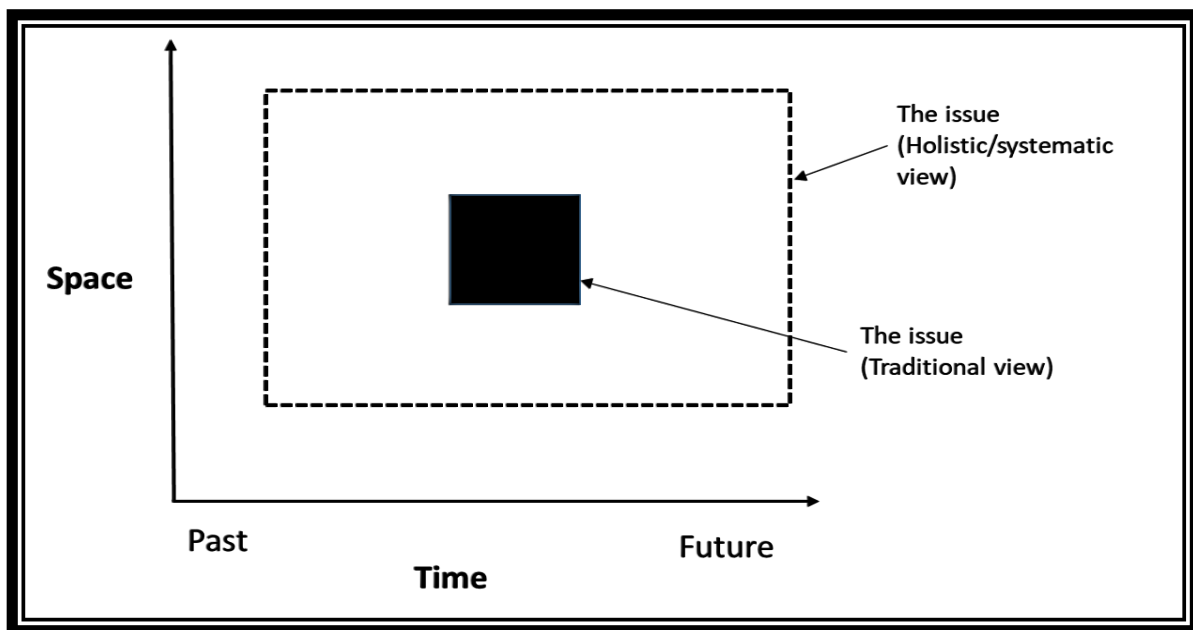 The issue
(Holistic/systematic
view)
Space
The issue
(Traditional view)
Past
Future
Time